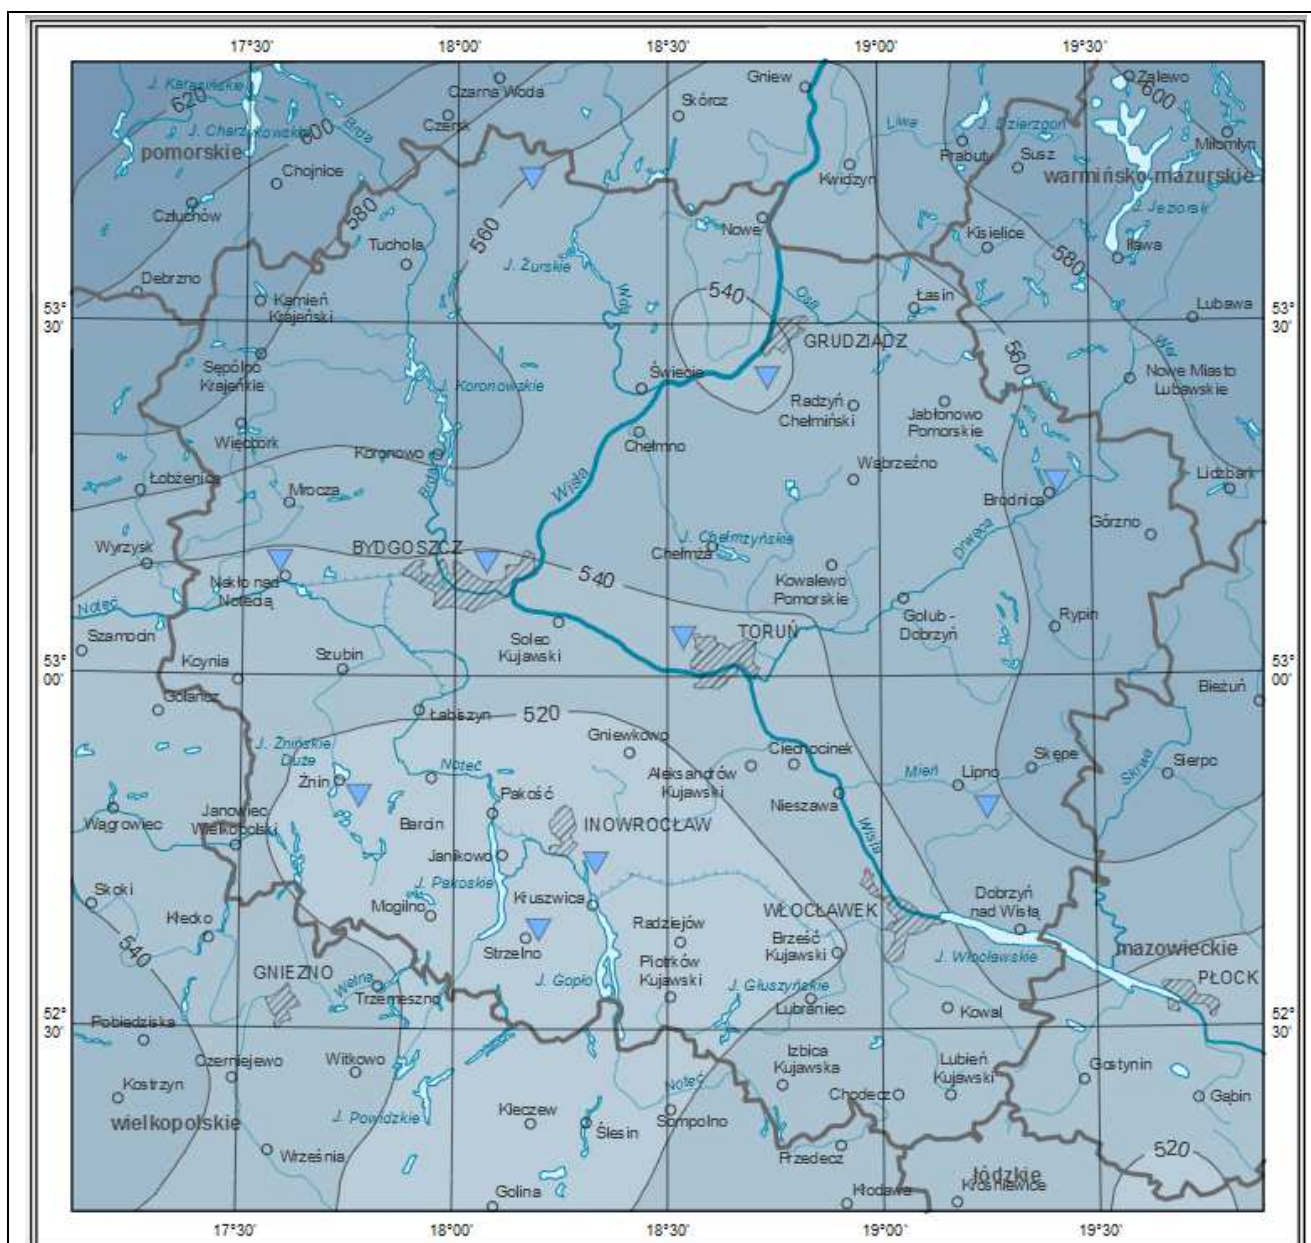 17°30' 18°00' 18°30' 19°00' 19°30'
J. Karasińskie
620
Czarna Woda
Gniew
Zalewo
600
J. Charzykowskie
Brda
600
Czersk
Skórcz
Liwa
J. Dzierzgoń
Miłomłyn
pomorskie
Chojnice
Prabuty
Susz
warmińsko-mazurskie
Kwidzyn
Człuchów
580
560
Nowe
J. Jeziorak
Tuchola
Kisielice
Iława
J. Żurskie
580
Debrzno
Wda
540
Osa
Łasin
53° 30'
Kamień Krajeński
Lubawa
53° 30'
GRUDZIĄDZ
560
Wel
Sępólno Krajeńkie
Świecie
Nowe Miasto Lubawskie
J. Koronowskie
Radzyń Chełmiński
Jabłonowo Pomorskie
Więcbork
Chełmno
Koronowo
Wąbrzeźno
Łobżenica
Brda
Wisła
Lidzbark
Mrocza
Brodnica
Górzno
J. Chełmżyńskie
Drwęca
Wyrzysk
BYDGOSZCZ
Chełmża
540
Nakło nad Notecią
Kowalewo Pomorskie
Noteć
Golub - Dobrzyń
Rypin
Szamocin
Solec Kujawski
TORUŃ
Kcynia
Szubin
53° 00'
53° 00'
Gołańcz
Bieżuń
Łabiszyn
520
Gniewkowo
J. Żnińskie Duże
Ciechocinek
Skępe
Sierpc
Noteć
Mień
Lipno
Skrwa
Żnin
Aleksandrów Kujawski
Pakość
Nieszawa
Wągrowiec
Janowiec Wielkopolski
Barcin
INOWROCŁAW
Wisła
Janikowo
J. Pakoskie
Skoki
Kruszwica
Dobrzyń nad Wisłą
Mogilno
WŁOCŁAWEK
Kłecko
Radziejów
540
Strzelno
Brześć Kujawski
mazowieckie
GNIEZNO
Piotrków Kujawski
J. Włocławskie
PŁOCK
Wełna
J. Gopło
J. Głuszyńskie
Trzemeszno
Lubraniec
Kowal
Pobiedziska
52° 30'
52° 30'
Czerniejewo
Witkowo
Izbica Kujawska
Lubień Kujawski
Gostynin
Kostrzyn
Noteć
Chodecz
Gąbin
wielkopolskie
J. Powidzkie
Kleczew
Ślesin
Sompolno
Września
Przedecz
520
łódzkie
Golina
Kłodawa
Krośniewice
17°30' 18°00' 18°30' 19°00' 19°30'